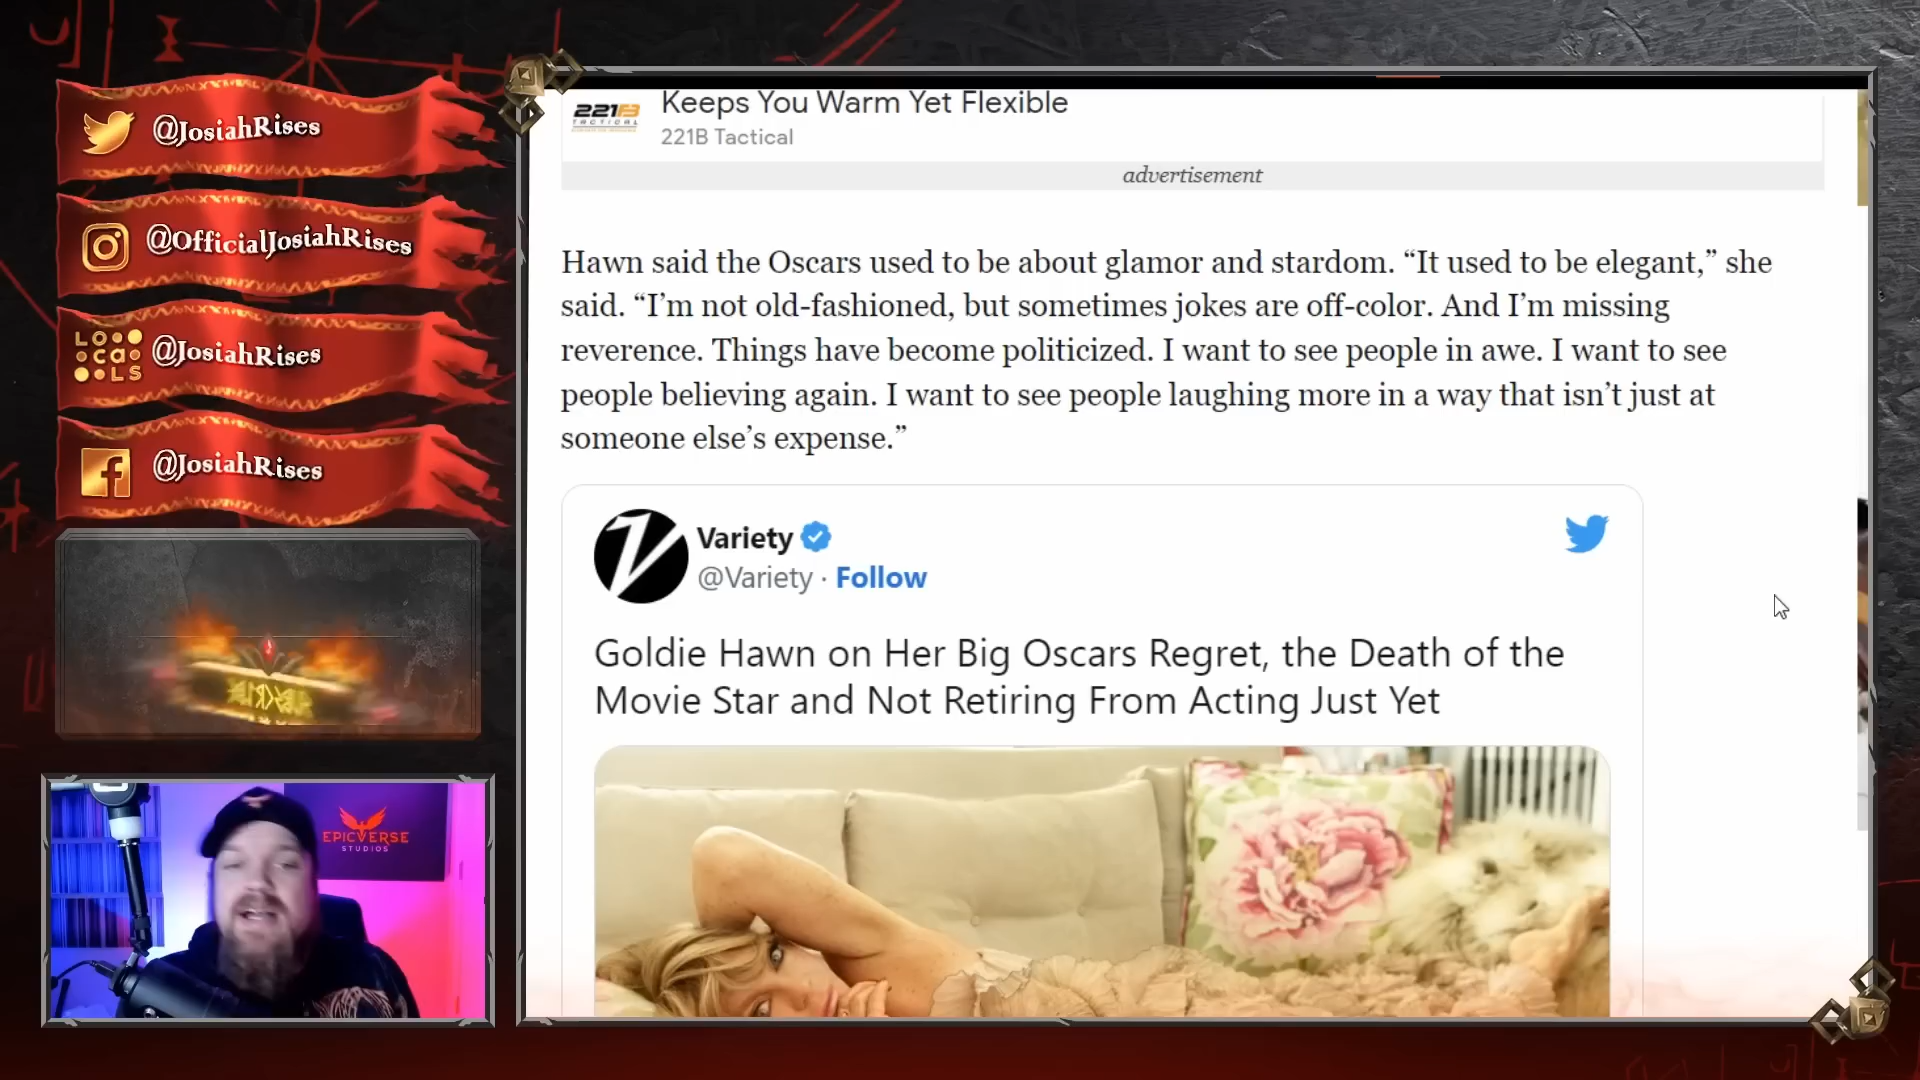 @JosiahRises
@OfficialJosiahRises
LO
ca
LS
@JosiahRises
@JosiahRises
EPICVERSE
STUDIOS
221B
TACTICAL
Keeps You Warm Yet Flexible
221B Tactical
advertisement
Hawn said the Oscars used to be about glamor and stardom. “It used to be elegant,” she
said. “I’m not old-fashioned, but sometimes jokes are off-color. And I’m missing
reverence. Things have become politicized. I want to see people in awe. I want to see
people believing again. I want to see people laughing more in a way that isn’t just at
someone else’s expense.”
Variety
@Variety · Follow
Goldie Hawn on Her Big Oscars Regret, the Death of the
Movie Star and Not Retiring From Acting Just Yet